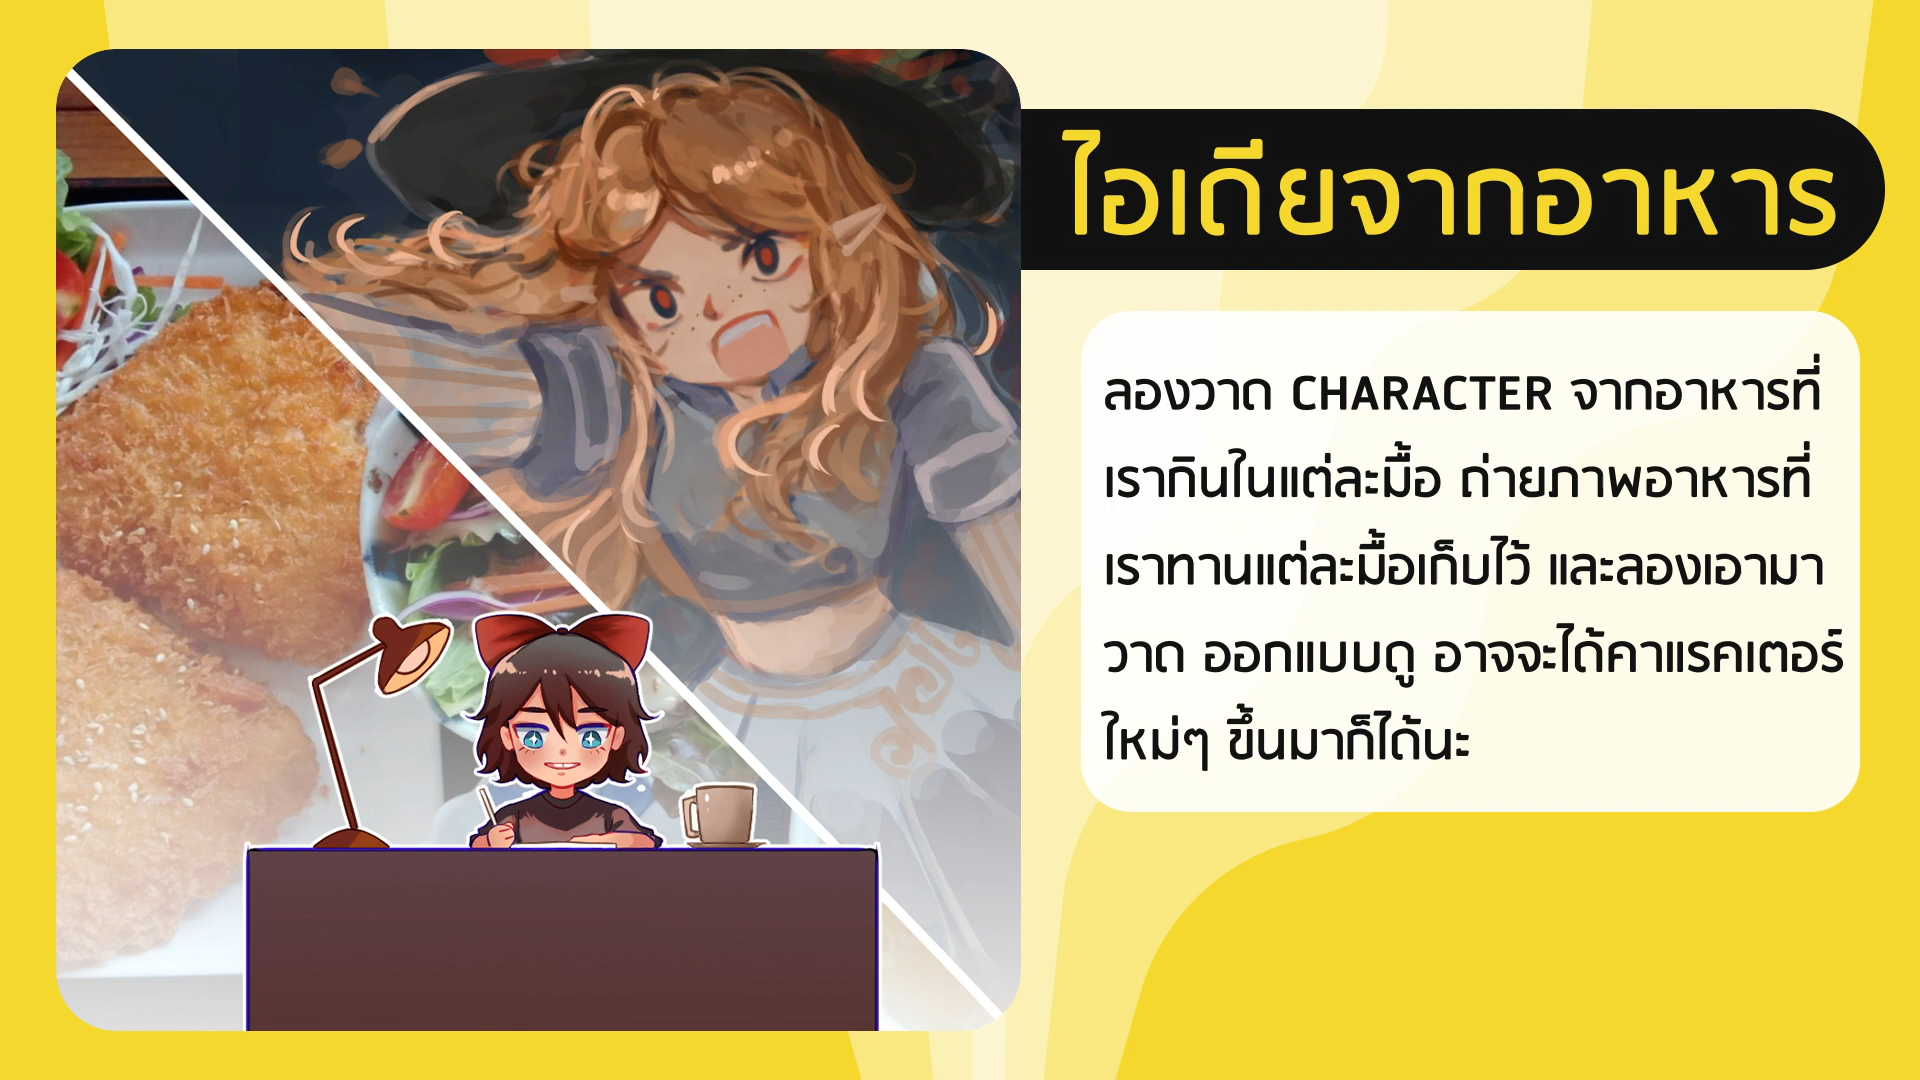 ไอเดียจากอาหาร
ลองวาด CHARACTER จากอาหารที่
เรากินในแต่ละมื้อ ถ่ายภาพอาหารที่
เราทานแต่ละมื้อเก็บไว้ และลองเอามา
วาด ออกแบบดู อาจจะได้คาแรคเตอร์
ใหม่ๆ ขึ้นมาก็ได้นะ